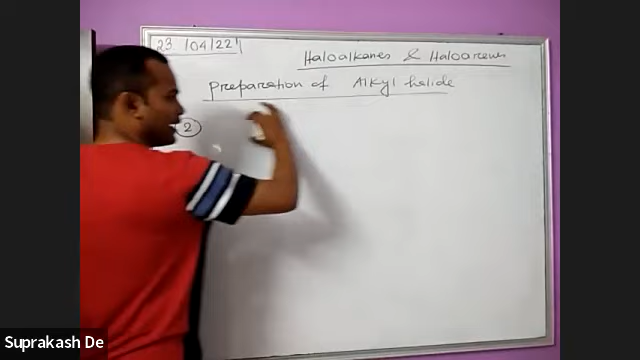 23/04/22
Haloalkanes & Haloarenes
Preparation of Alkyl halide
2
Suprakash De